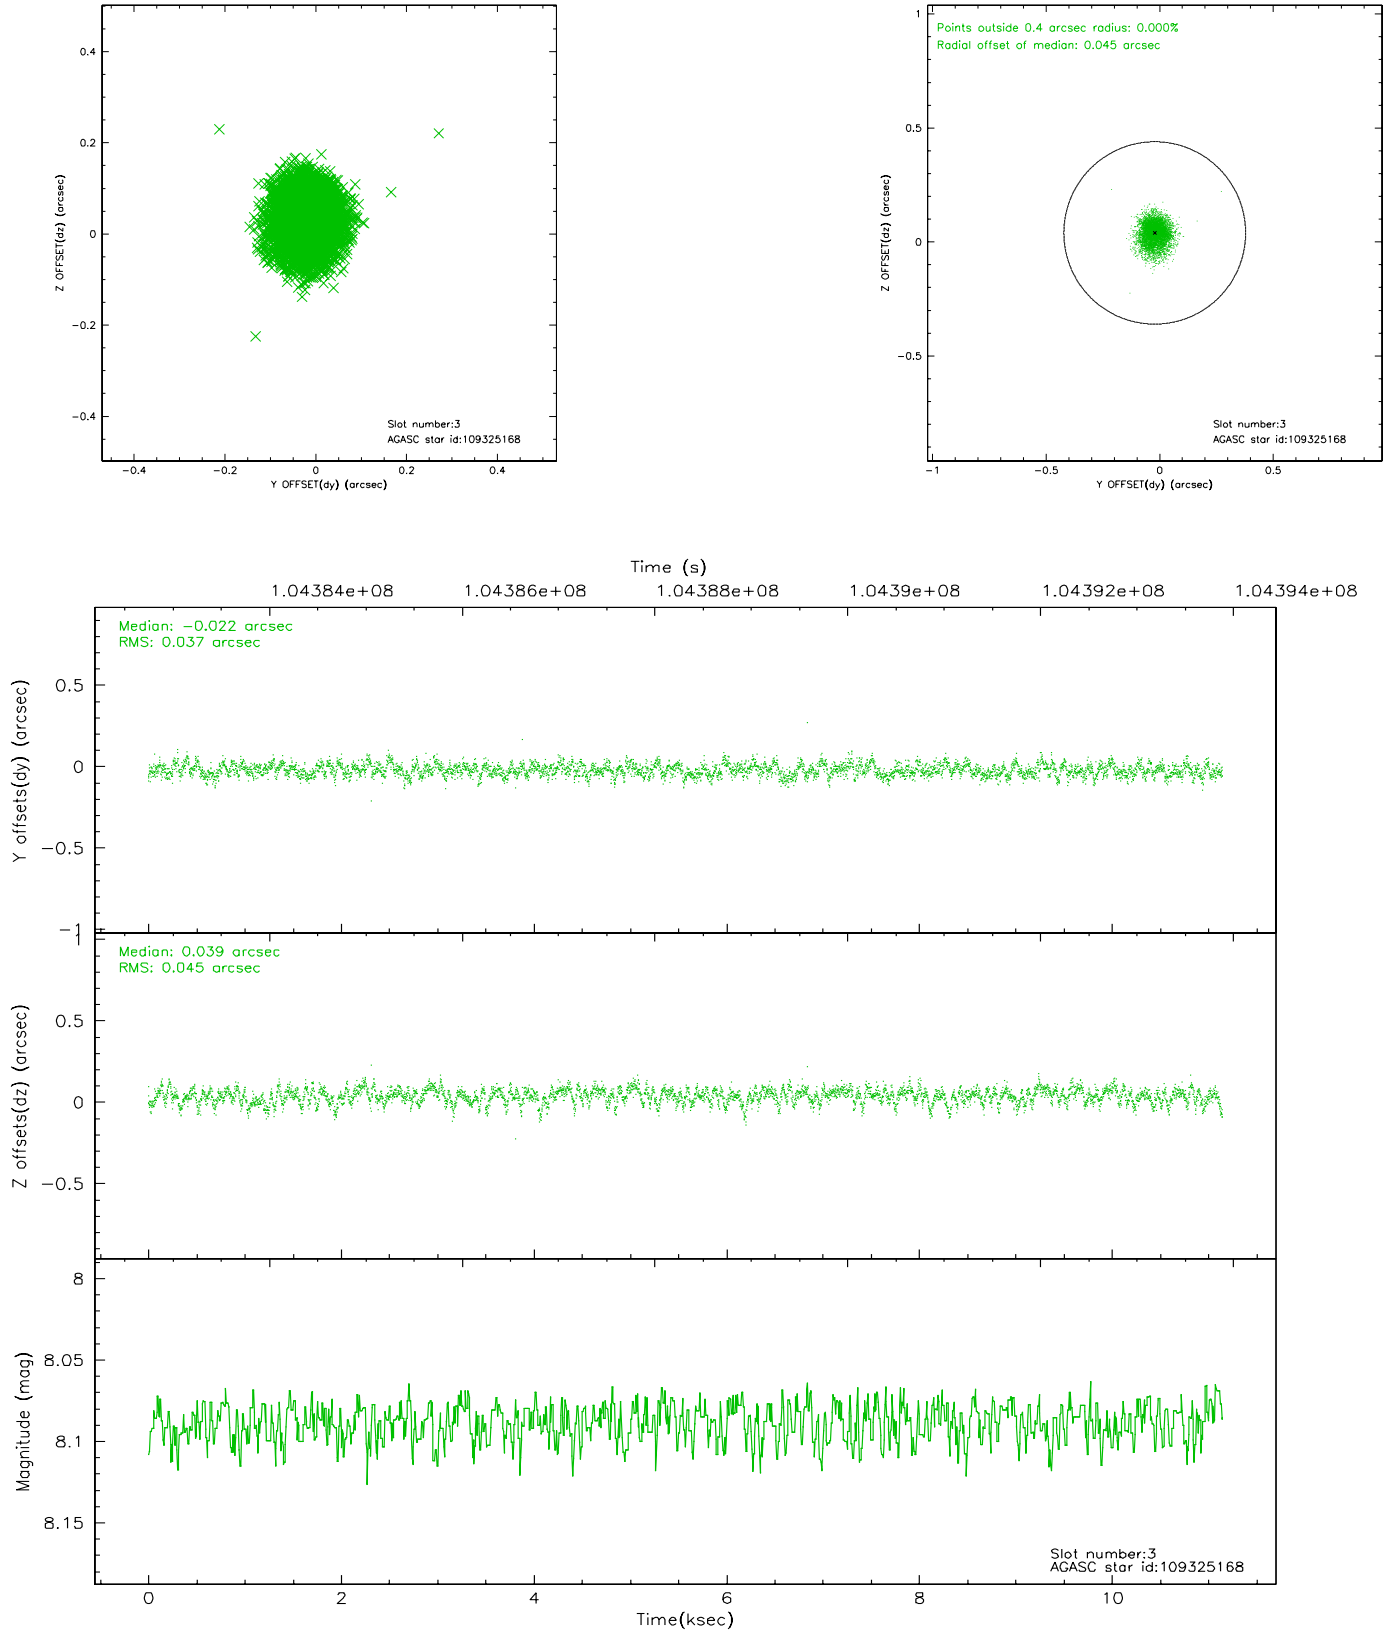 0.4
0.2
0
−0.2
−0.4
Z OFFSET(dz) (arcsec)
Slot number:3
AGASC star id:109325168
−0.4 −0.2 0 0.2 0.4
Y OFFSET(dy) (arcsec)
Points outside 0.4 arcsec radius: 0.000%
Radial offset of median: 0.045 arcsec
1
0.5
0
−0.5
Z OFFSET(dz) (arcsec)
Slot number:3
AGASC star id:109325168
−1 −0.5 0 0.5
Y OFFSET(dy) (arcsec)
Time (s)
1.04384e+08 1.04386e+08 1.04388e+08 1.0439e+08 1.04392e+08 1.04394e+08
Median: −0.022 arcsec
RMS: 0.037 arcsec
0.5
0
−0.5
−1
Y offsets(dy) (arcsec)
Median: 0.039 arcsec
RMS: 0.045 arcsec
1
0.5
0
−0.5
Z offsets(dz) (arcsec)
8
8.05
8.1
8.15
Magnitude (mag)
Slot number:3
AGASC star id:109325168
0 2 4 6 8 10
Time(ksec)